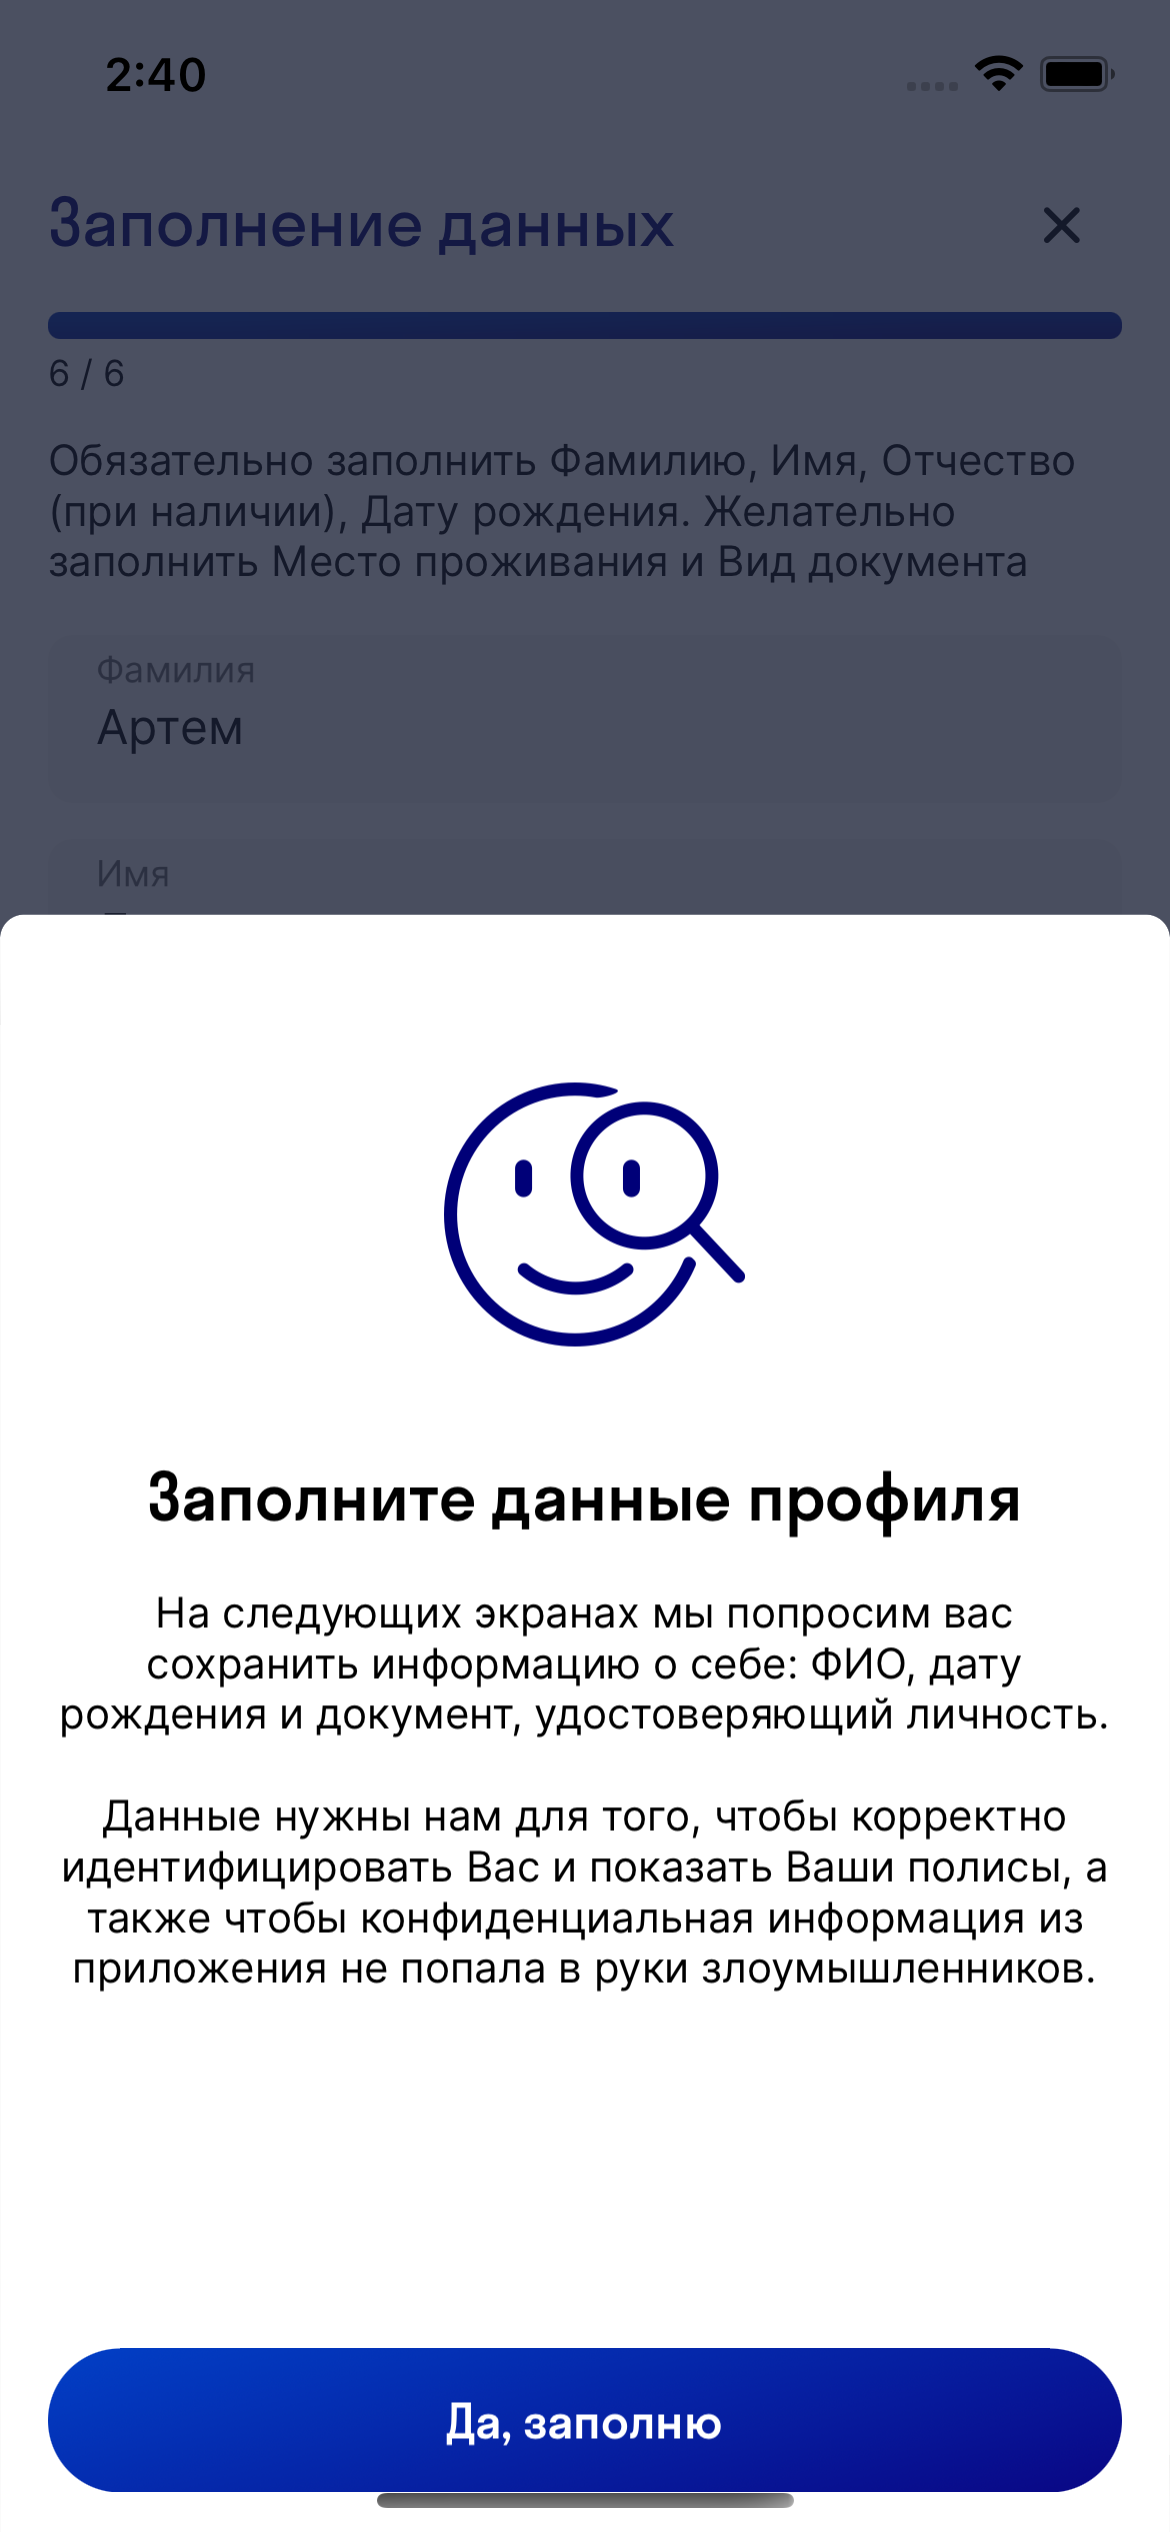 2:40
Заполнение данных
6 / 6
Обязательно заполнить Фамилию, Имя, Отчество
(при наличии), Дату рождения. Желательно
заполнить Место проживания и Вид документа
Фамилия
Артем
Имя
Заполните данные профиля
На следующих экранах мы попросим вас
сохранить информацию о себе: ФИО, дату
рождения и документ, удостоверяющий личность.
Данные нужны нам для того, чтобы корректно
идентифицировать Вас и показать Ваши полисы, а
также чтобы конфиденциальная информация из
приложения не попала в руки злоумышленников.
Да, заполню